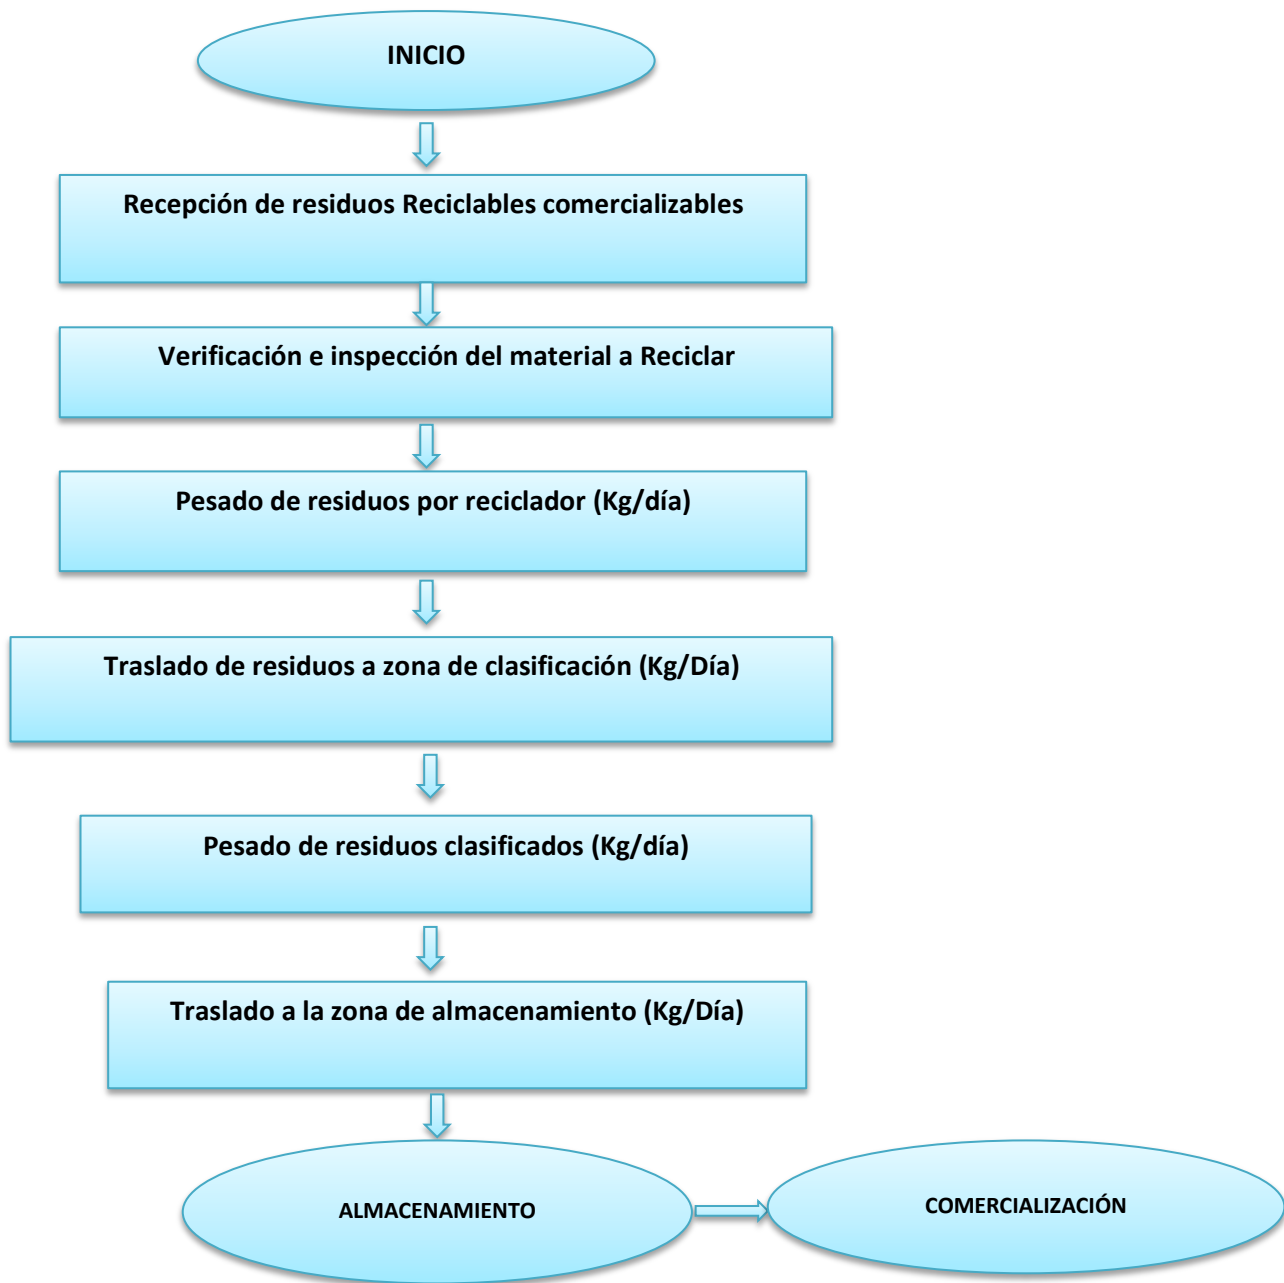 INICIO
Recepción de residuos Reciclables comercializables
Verificación e inspección del material a Reciclar
Pesado de residuos por reciclador (Kg/día)
Traslado de residuos a zona de clasificación (Kg/Día)
Pesado de residuos clasificados (Kg/día)
Traslado a la zona de almacenamiento (Kg/Día)
ALMACENAMIENTO
COMERCIALIZACIÓN